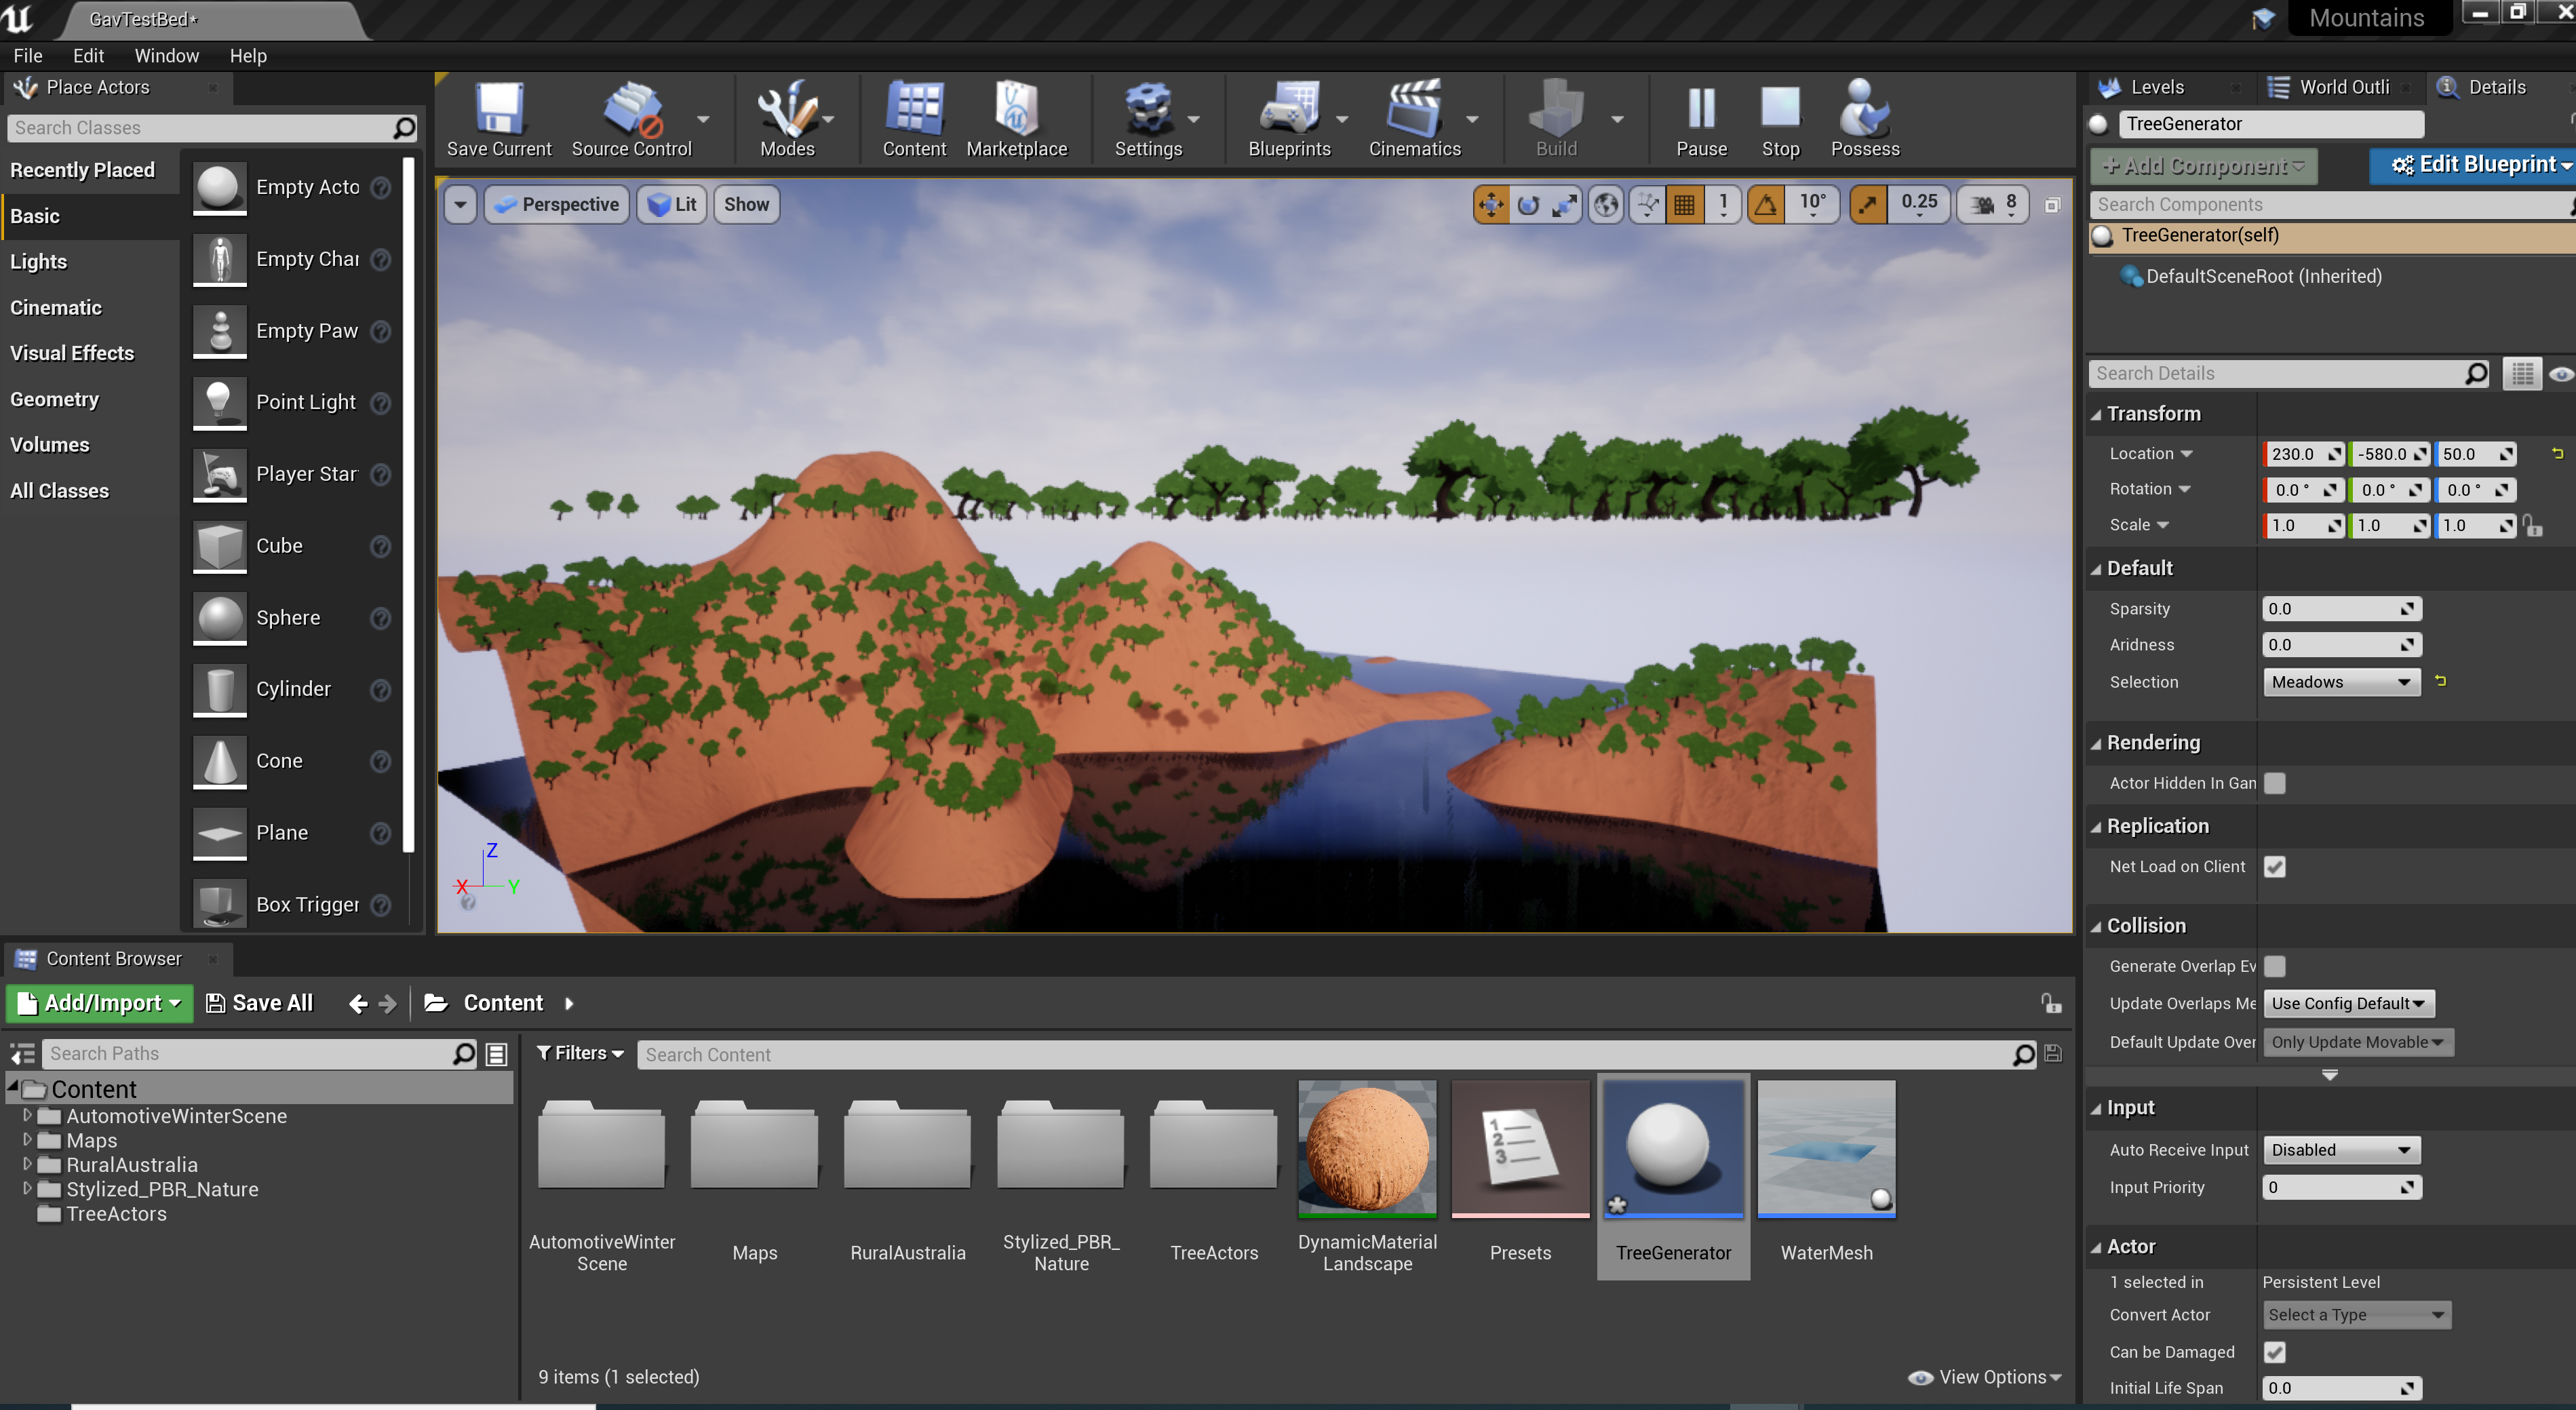 GavTestBed*
Mountains
File Edit Window Help
Place Actors
Search Classes
Recently Placed
Basic
Lights
Cinematic
Visual Effects
Geometry
Volumes
All Classes
Empty Acto
Empty Char
Empty Paw
Point Light
Player Star
Cube
Sphere
Cylinder
Cone
Plane
Box Trigger
Save Current
Source Control
Modes
Content
Marketplace
Settings
Blueprints
Cinematics
Build
Pause
Stop
Possess
Perspective
Lit
Show
1
10°
0.25
8
Z
X
Y
Levels
World Outli
Details
TreeGenerator
+Add Component
Edit Blueprint
Search Components
TreeGenerator(self)
DefaultSceneRoot (Inherited)
Search Details
Transform
Location 230.0 -580.0 50.0
Rotation 0.0 ° 0.0 ° 0.0 °
Scale 1.0 1.0 1.0
Default
Sparsity 0.0
Aridness 0.0
Selection Meadows
Rendering
Actor Hidden In Gan
Replication
Net Load on Client
Collision
Generate Overlap Ev
Update Overlaps Me Use Config Default
Default Update Over Only Update Movable
Input
Auto Receive Input Disabled
Input Priority 0
Actor
1 selected in Persistent Level
Convert Actor Select a Type
Can be Damaged
Initial Life Span 0.0
Content Browser
Add/Import Save All Content
Search Paths
Filters Search Content
Content
AutomotiveWinterScene
Maps
RuralAustralia
Stylized_PBR_Nature
TreeActors
AutomotiveWinter
Scene
Maps
RuralAustralia
Stylized_PBR_
Nature
TreeActors
DynamicMaterial
Landscape
1
2
3
Presets
TreeGenerator
WaterMesh
9 items (1 selected)
View Options